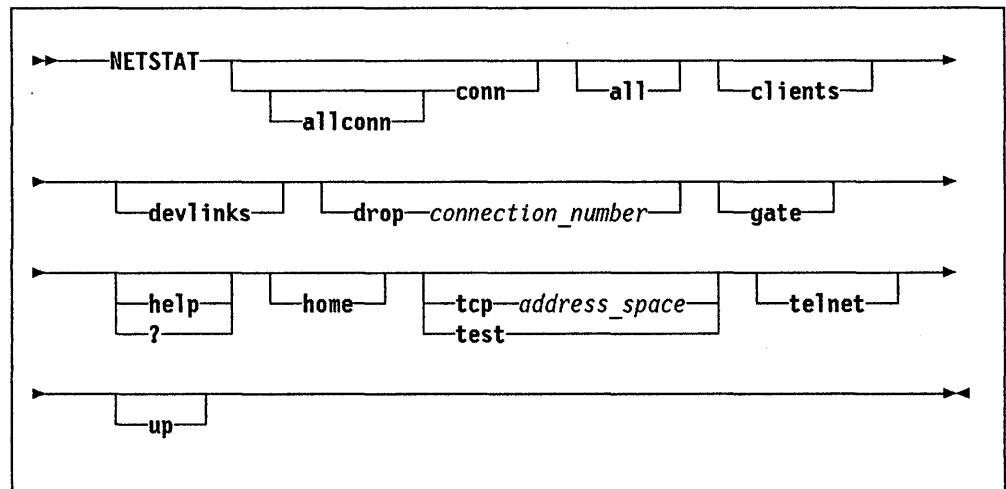 NETSTAT conn all clients
allconn
devlinks drop connection_number gate
help home tcp address_space telnet
? test
up